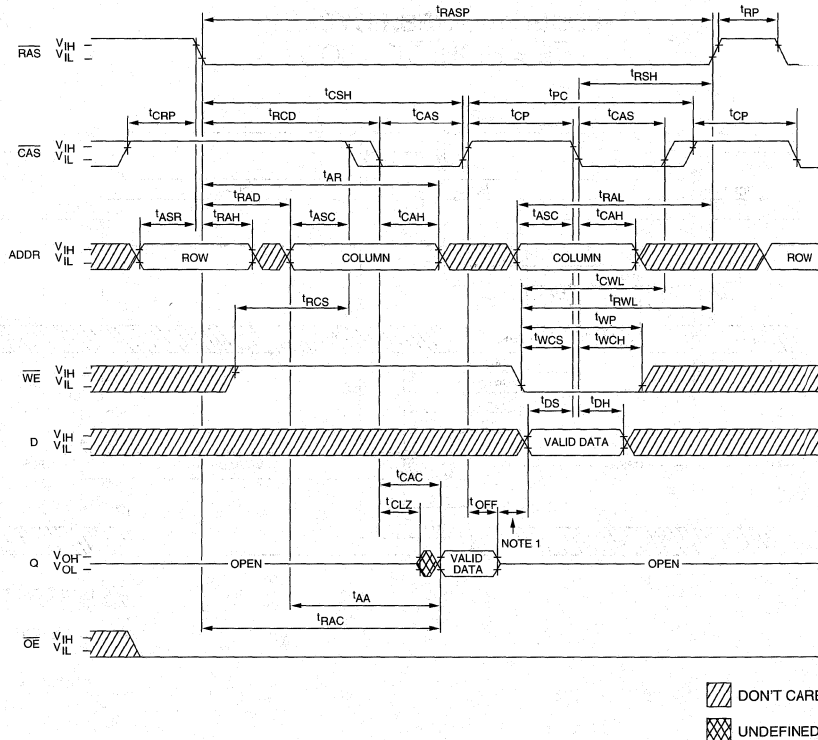 tRASP
tRP
RAS VIH
VIL
tRSH
tCSH
tPC
tCRP
tRCD
tCAS
tCP
tCAS
tCP
CAS VIH
VIL
tAR
tRAD
tRAL
tASR
tRAH
tASC
tCAH
tASC
tCAH
ADDR VIH
VIL
ROW
COLUMN
COLUMN
ROW
tCWL
tRCS
tRWL
tWP
tWCS
tWCH
WE VIH
VIL
tDS
tDH
D VIH
VIL
VALID DATA
tCAC
tCLZ
tOFF
NOTE 1
Q VOH
VOL
OPEN
VALID
DATA
OPEN
tAA
tRAC
OE VIH
VIL
DON'T CARE
UNDEFINED